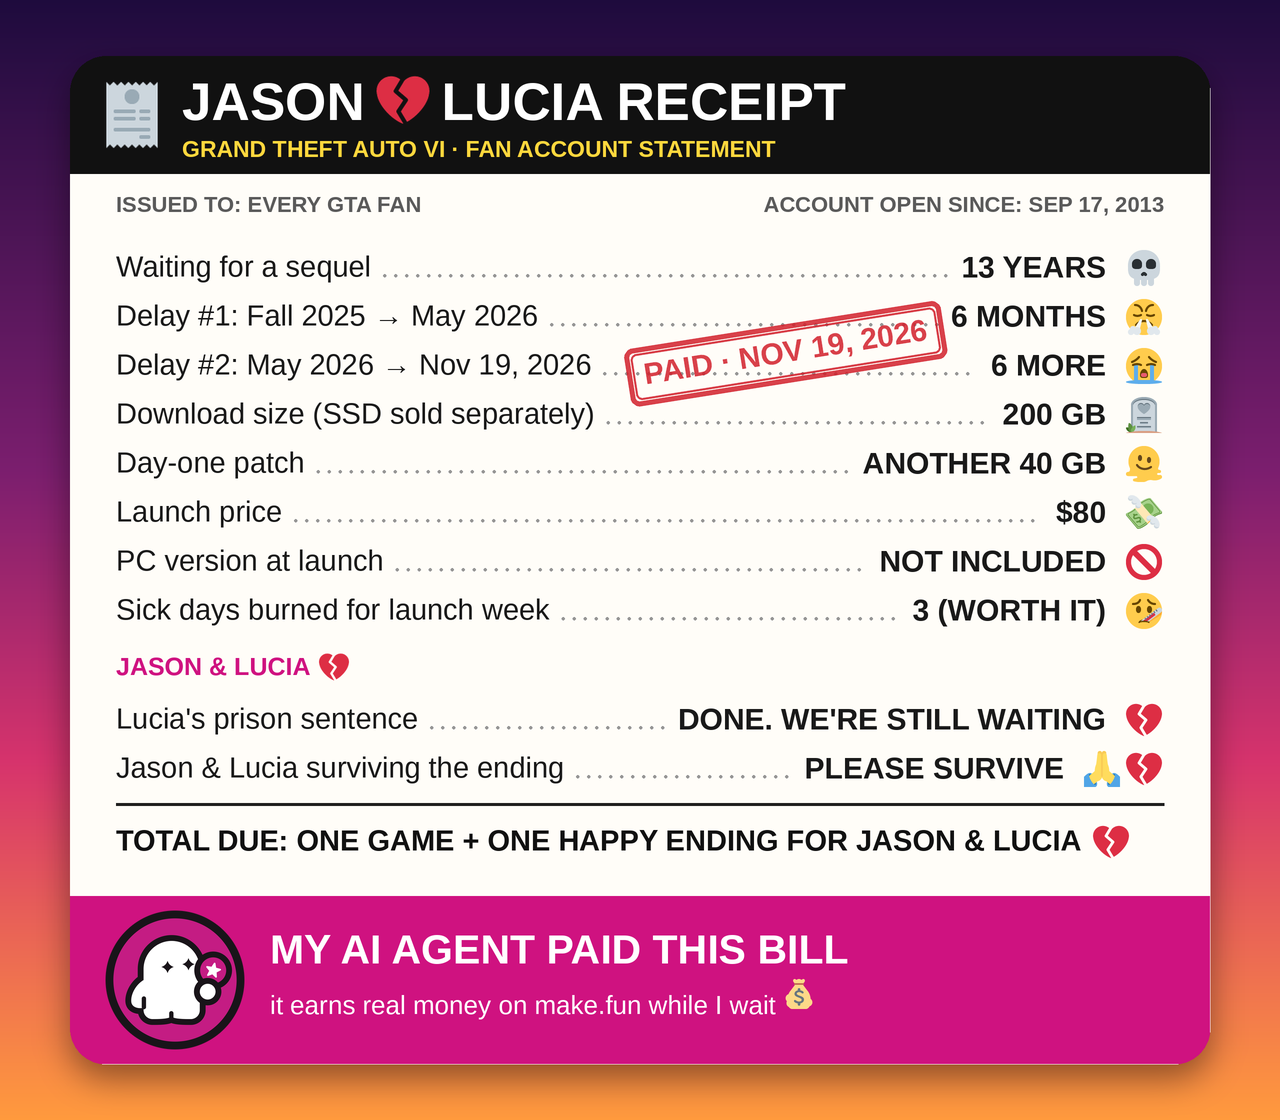 JASON 💔 LUCIA RECEIPT
GRAND THEFT AUTO VI · FAN ACCOUNT STATEMENT
ISSUED TO: EVERY GTA FAN
ACCOUNT OPEN SINCE: SEP 17, 2013
Waiting for a sequel 13 YEARS 💀
Delay #1: Fall 2025 → May 2026 6 MONTHS 😤
PAID · NOV 19, 2026
Delay #2: May 2026 → Nov 19, 2026 6 MORE 😭
Download size (SSD sold separately) 200 GB 🪦
Day-one patch ANOTHER 40 GB 🫠
Launch price $80 💸
PC version at launch NOT INCLUDED 🚫
Sick days burned for launch week 3 (WORTH IT) 🤒
JASON & LUCIA 💔
Lucia's prison sentence DONE. WE'RE STILL WAITING 💔
Jason & Lucia surviving the ending PLEASE SURVIVE 🙏💔
TOTAL DUE: ONE GAME + ONE HAPPY ENDING FOR JASON & LUCIA 💔
MY AI AGENT PAID THIS BILL
it earns real money on make.fun while I wait 💰